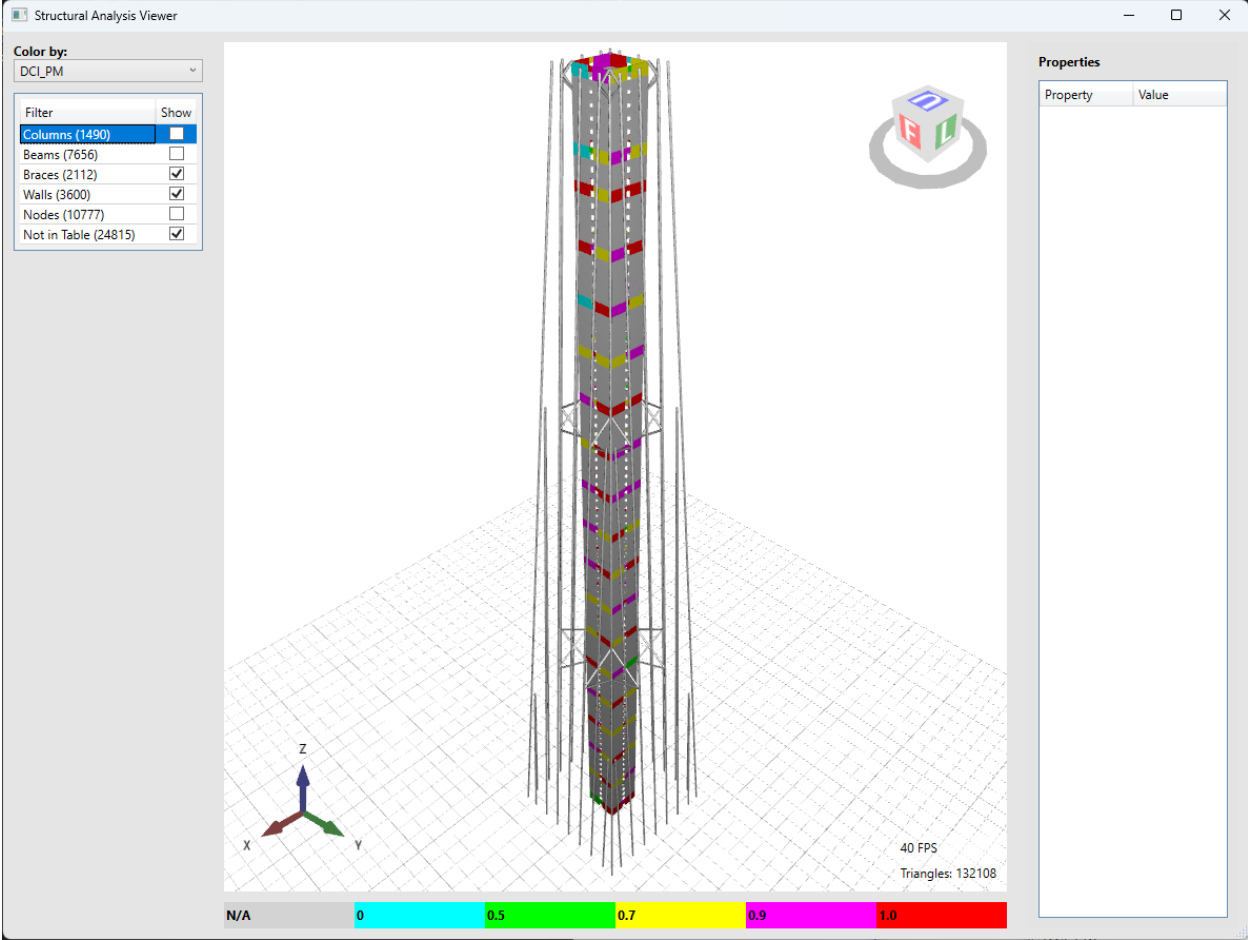 Structural Analysis Viewer
Color by:
DCI_PM
Filter Show
Columns (1490)
Beams (7656)
Braces (2112)
Walls (3600)
Nodes (10777)
Not in Table (24815)
Properties
Property Value
U
F L
Z
X Y
40 FPS
Triangles: 132108
N/A 0 0.5 0.7 0.9 1.0